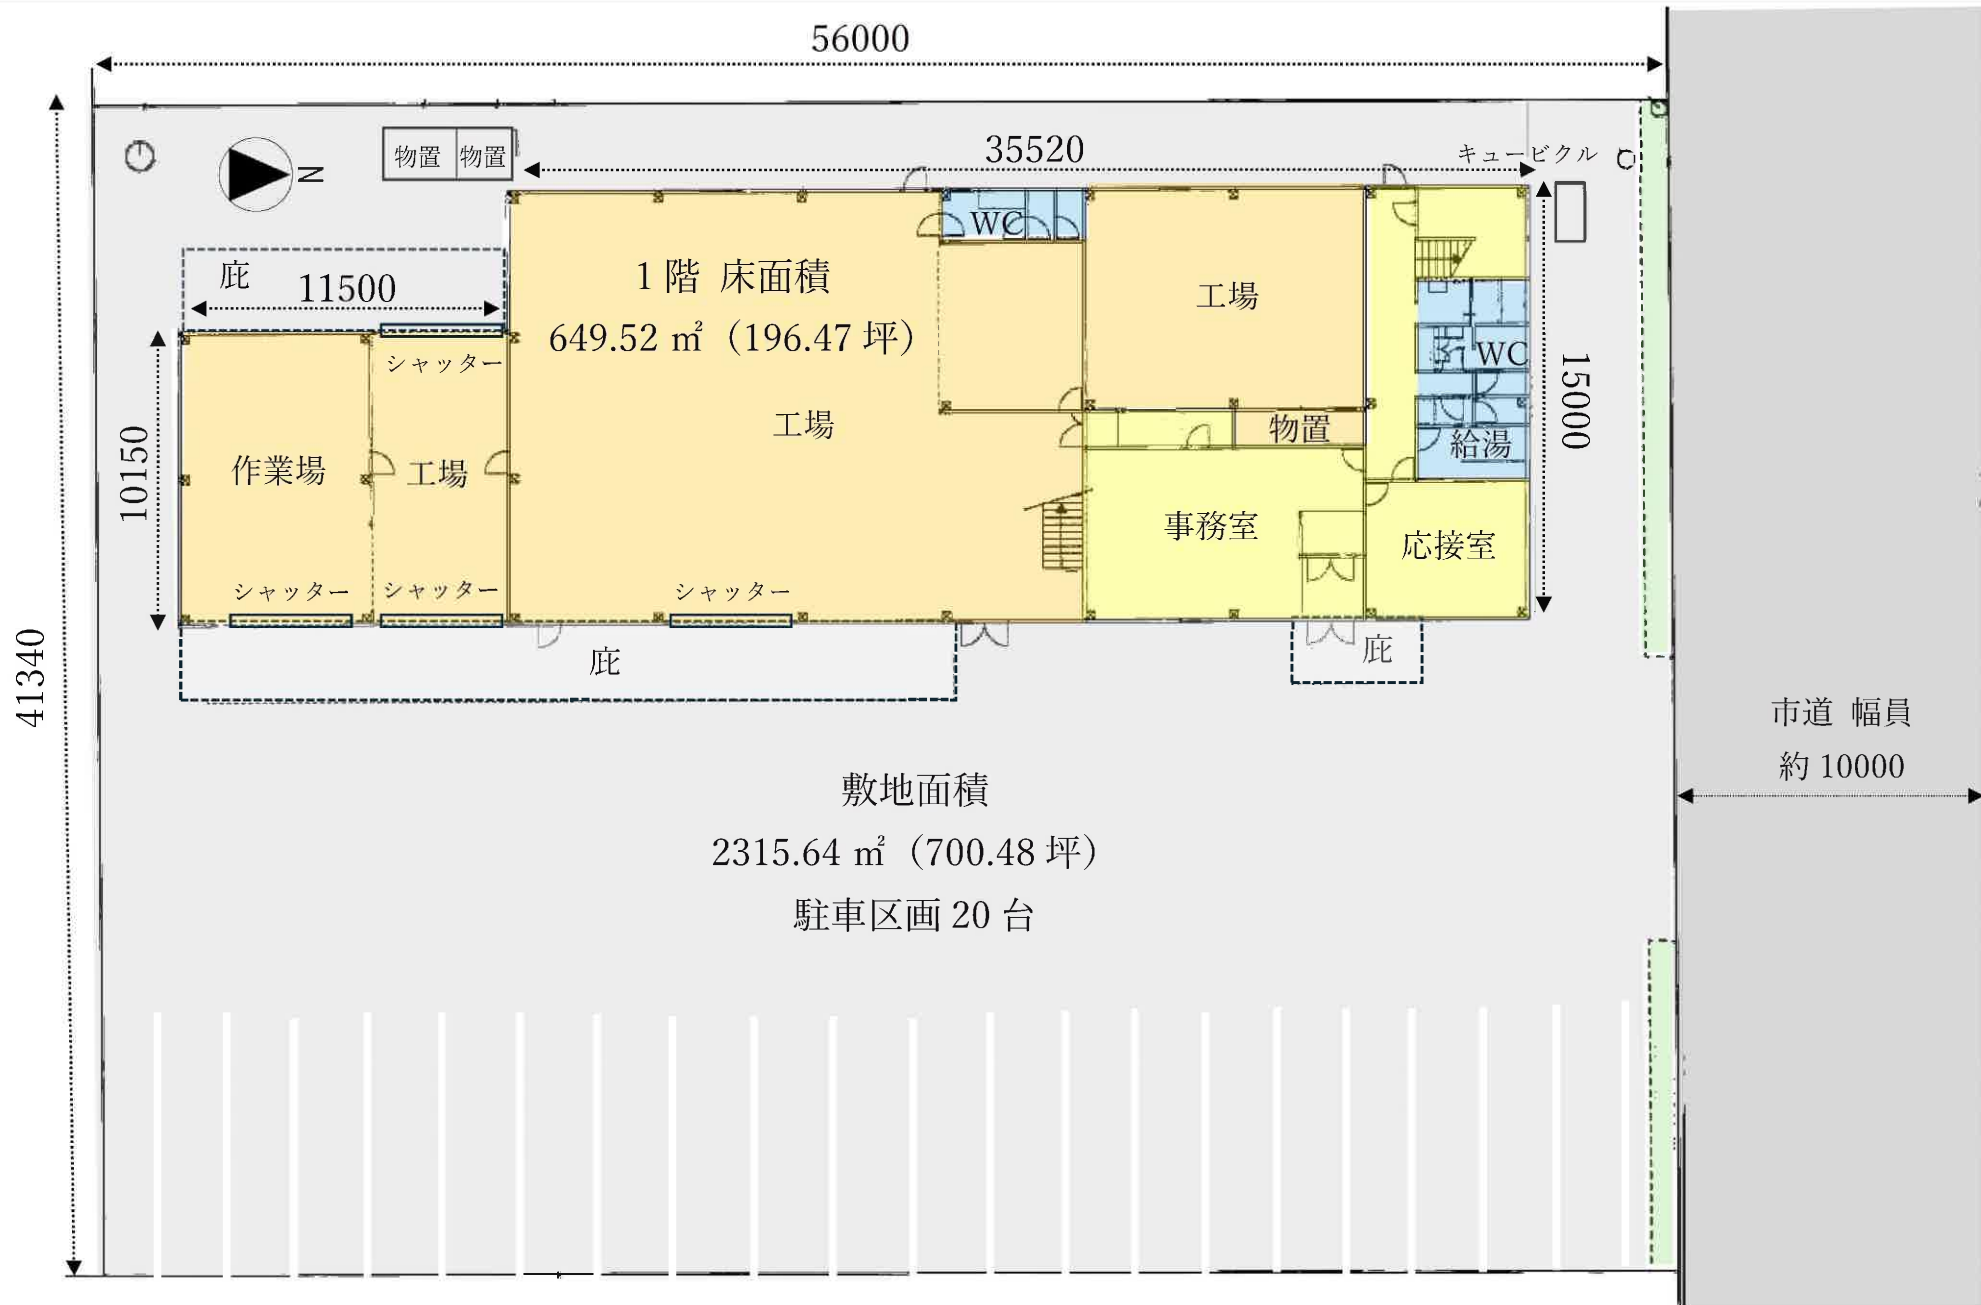 56000
物置
物置
35520
キュービクル
N
WC
庇
11500
1階 床面積
649.52 ㎡（196.47 坪）
工場
シャッター
WC
15000
工場
物置
給湯
10150
作業場
工場
事務室
応接室
シャッター
シャッター
シャッター
庇
庇
41340
市道 幅員
約 10000
敷地面積
2315.64 ㎡（700.48 坪）
駐車区画 20 台